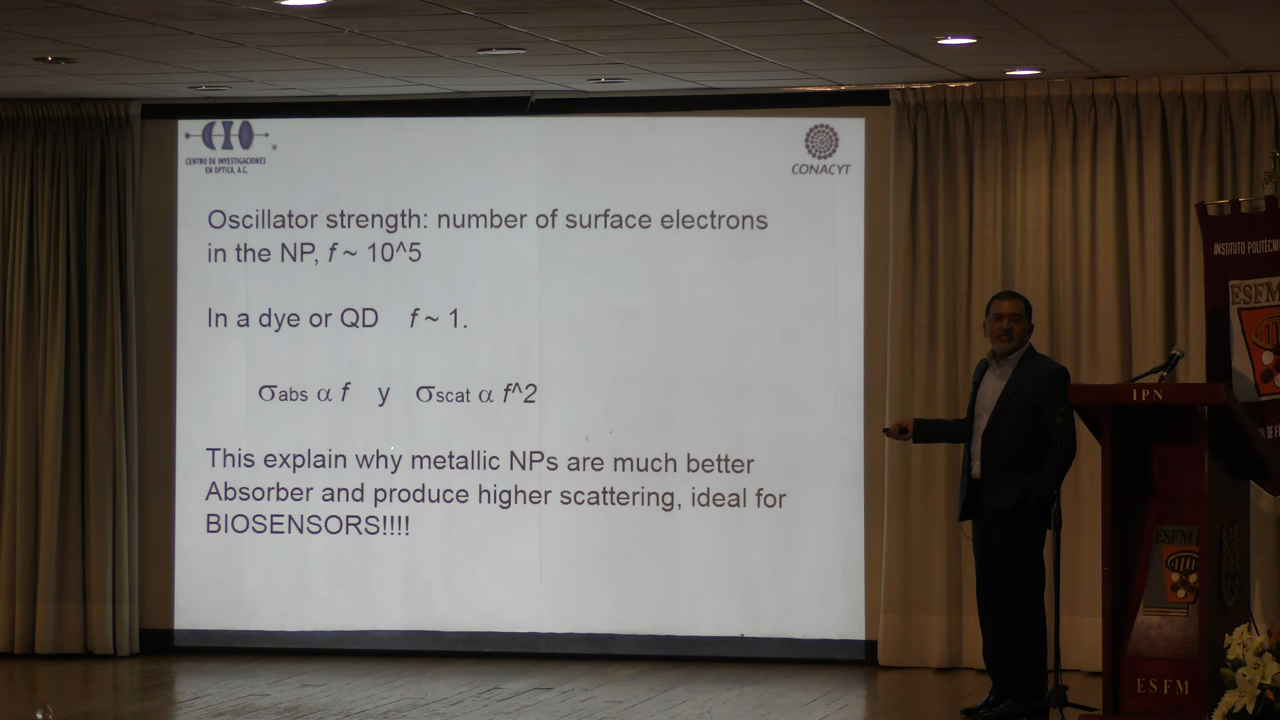 CIO
CENTRO DE INVESTIGACIONES
EN OPTICA, A.C.
CONACYT
Oscillator strength: number of surface electrons
in the NP, f ~ 10^5
In a dye or QD f ~ 1.
σabs α f y σscat α f^2
This explain why metallic NPs are much better
Absorber and produce higher scattering, ideal for
BIOSENSORS!!!!
INSTITUTO
ESFM
IPN
ESFM
ESFM